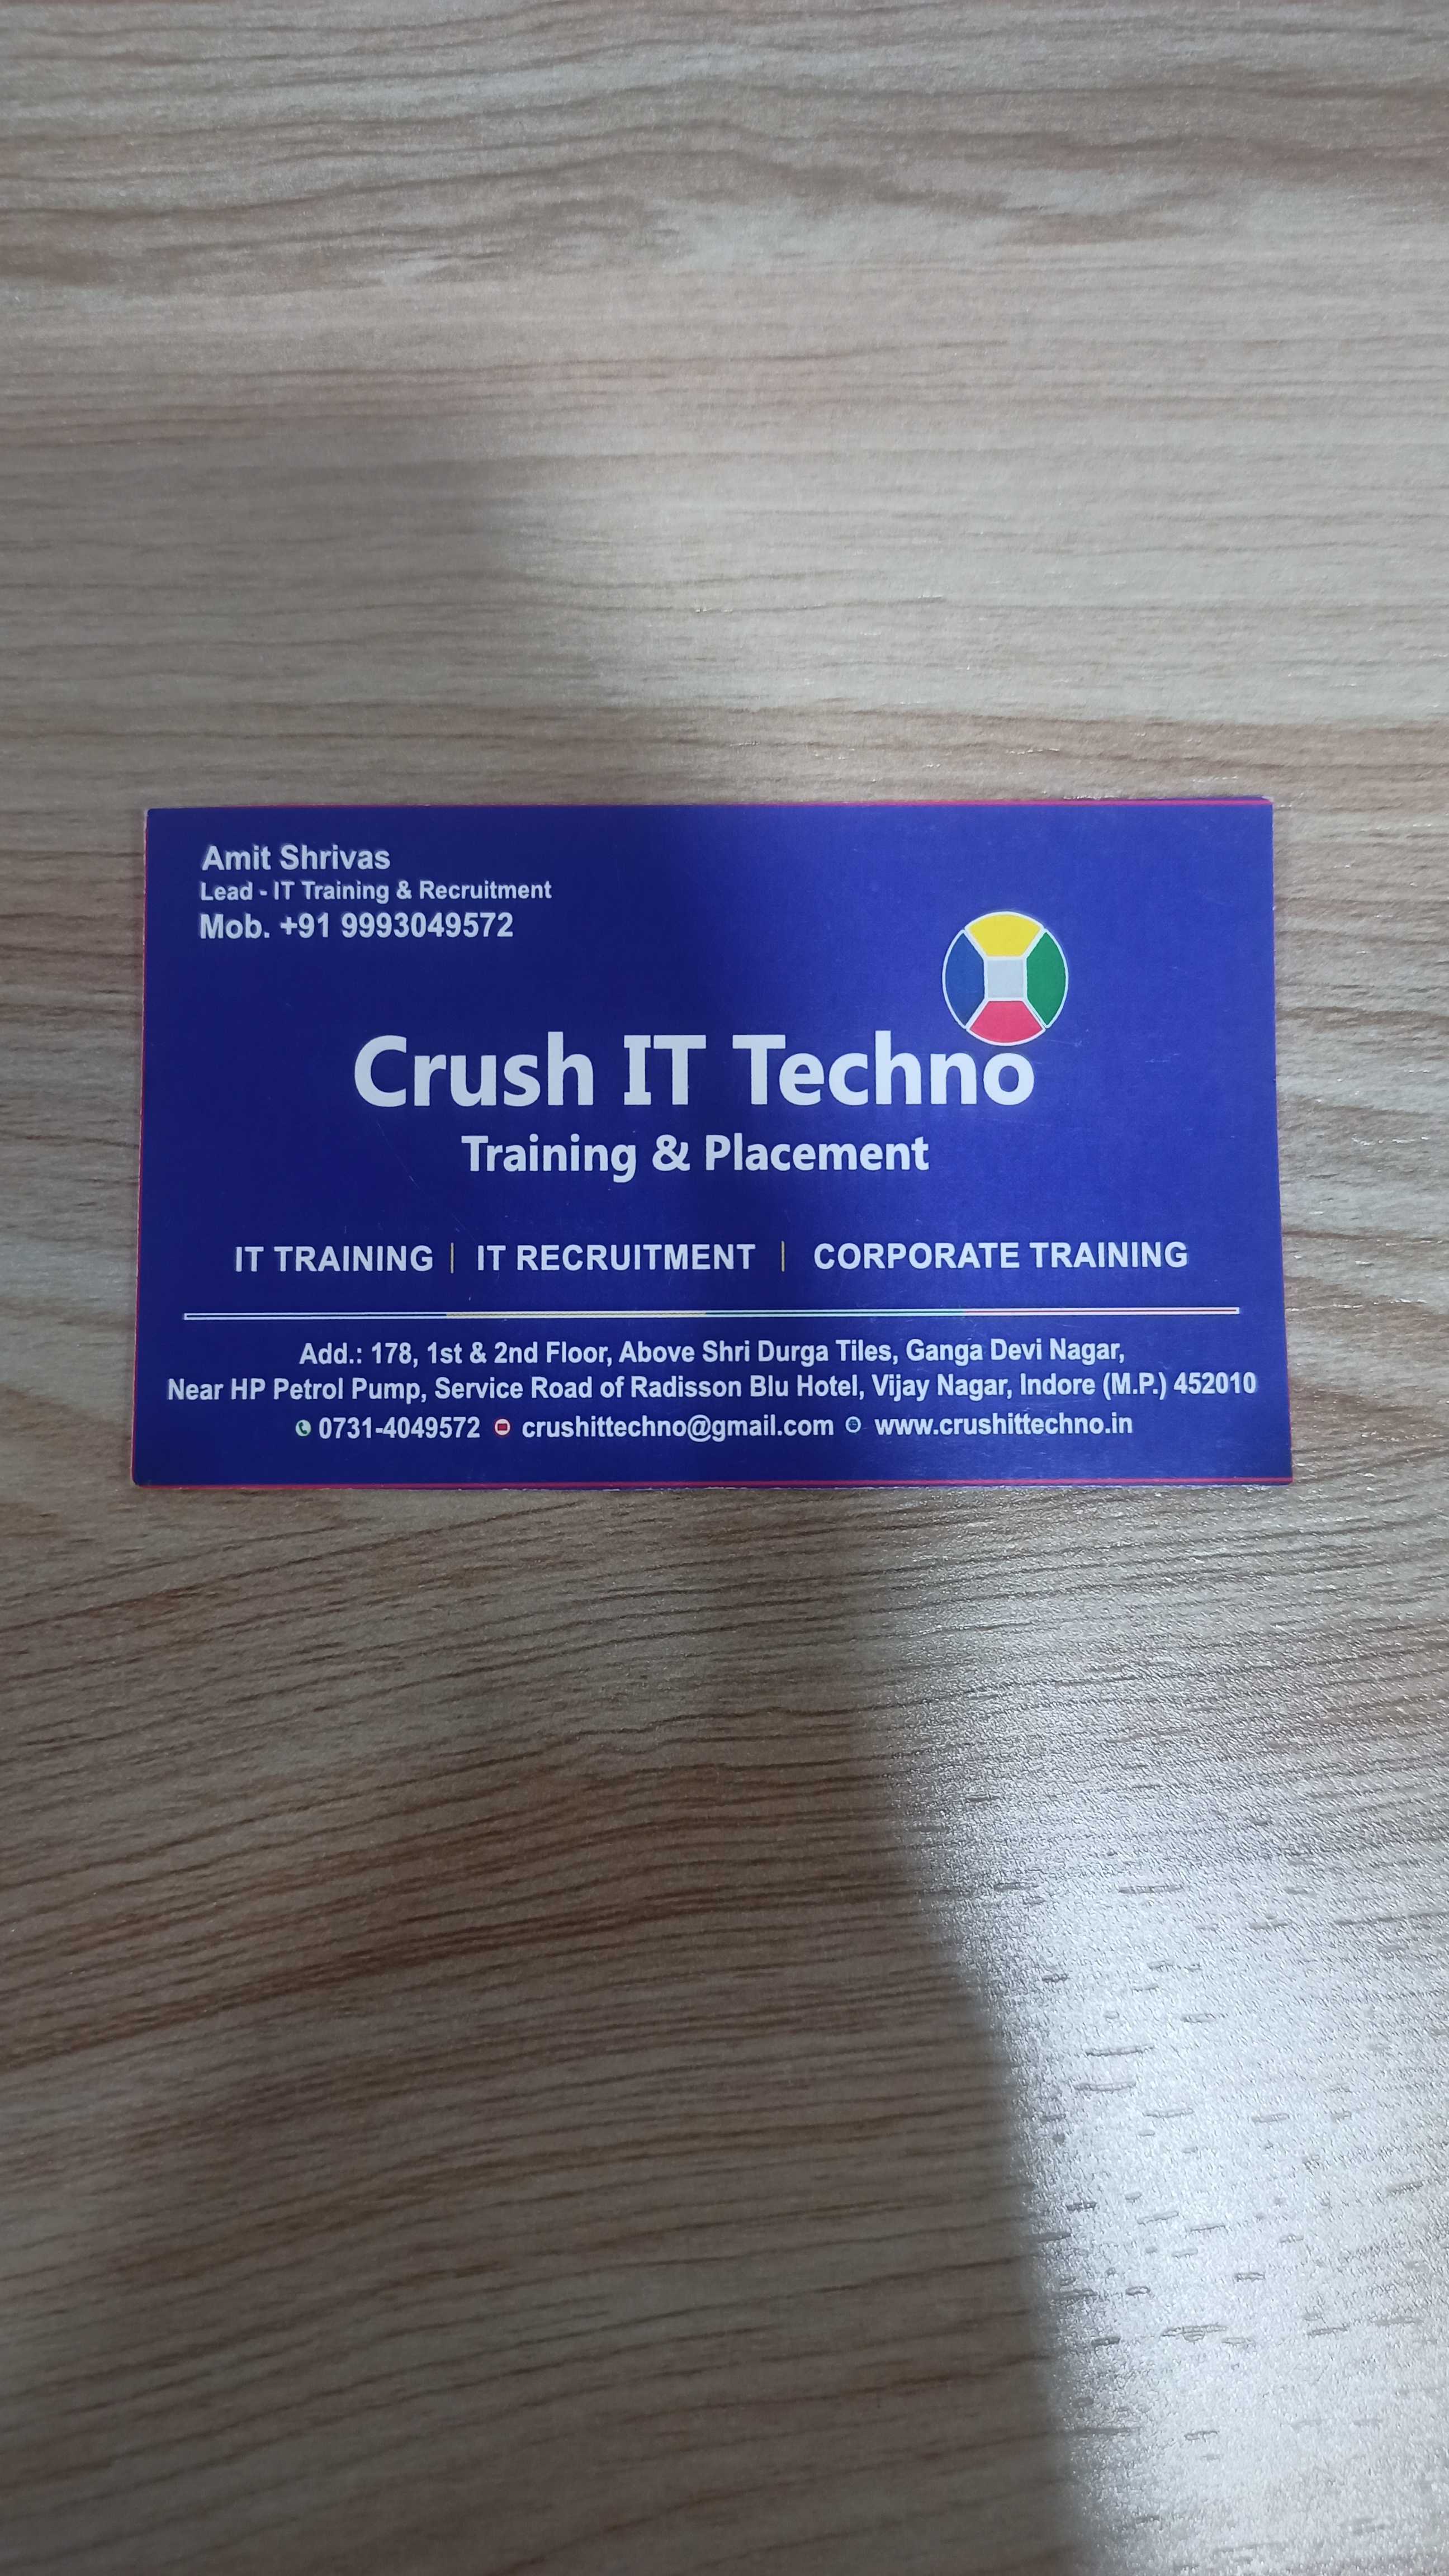 Amit Shrivas
Lead - IT Training & Recruitment
Mob. +91 9993049572
Crush IT Techno
Training & Placement
IT TRAINING | IT RECRUITMENT | CORPORATE TRAINING
Add.: 178, 1st & 2nd Floor, Above Shri Durga Tiles, Ganga Devi Nagar,
Near HP Petrol Pump, Service Road of Radisson Blu Hotel, Vijay Nagar, Indore (M.P.) 452010
0731-4049572 crushittechno@gmail.com www.crushittechno.in